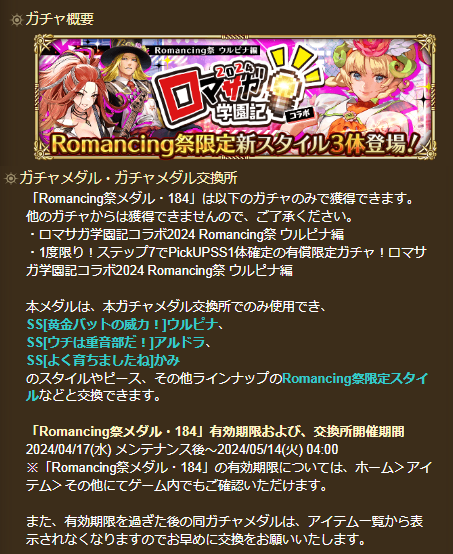 ガチャ概要
Romancing祭 ウルピナ編
ロマサガ
2024
学園記
コラボ
Romancing祭限定新スタイル3体登場!
ガチャメダル・ガチャメダル交換所
「Romancing祭メダル・184」は以下のガチャのみで獲得できます。
他のガチャからは獲得できませんので、ご了承ください。
・ロマサガ学園記コラボ2024 Romancing祭 ウルピナ編
・1度限り!ステップ7でPickUPSS1体確定の有償限定ガチャ!ロマサ
ガ学園記コラボ2024 Romancing祭 ウルピナ編
本メダルは、本ガチャメダル交換所でのみ使用でき、
SS[黄金バットの威力!]ウルピナ、
SS[ウチは重音部だ!]アルドラ、
SS[よく育ちましたね]かみ
のスタイルやピース、その他ラインナップのRomancing祭限定スタイ
ルなどと交換できます。
「Romancing祭メダル・184」有効期限および、交換所開催期間
2024/04/17(水) メンテナンス後~2024/05/14(火) 04:00
※「Romancing祭メダル・184」の有効期限については、ホーム>アイ
テム>その他にてゲーム内でもご確認いただけます。
また、有効期限を過ぎた後の同ガチャメダルは、アイテム一覧から表
示されなくなりますのでお早めに交換をお願いいたします。